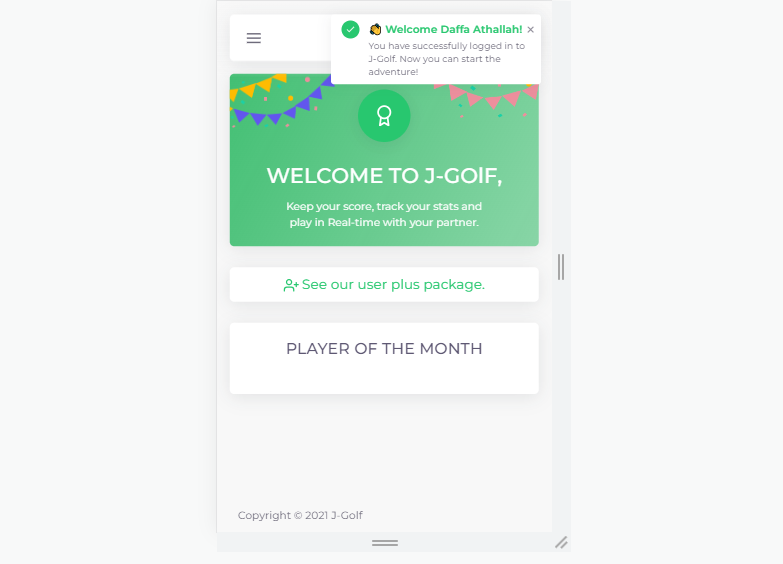 Welcome Daffa Athallah!
You have successfully logged in to
J-Golf. Now you can start the
adventure!
WELCOME TO J-GOlF,
Keep your score, track your stats and
play in Real-time with your partner.
See our user plus package.
PLAYER OF THE MONTH
Copyright © 2021 J-Golf